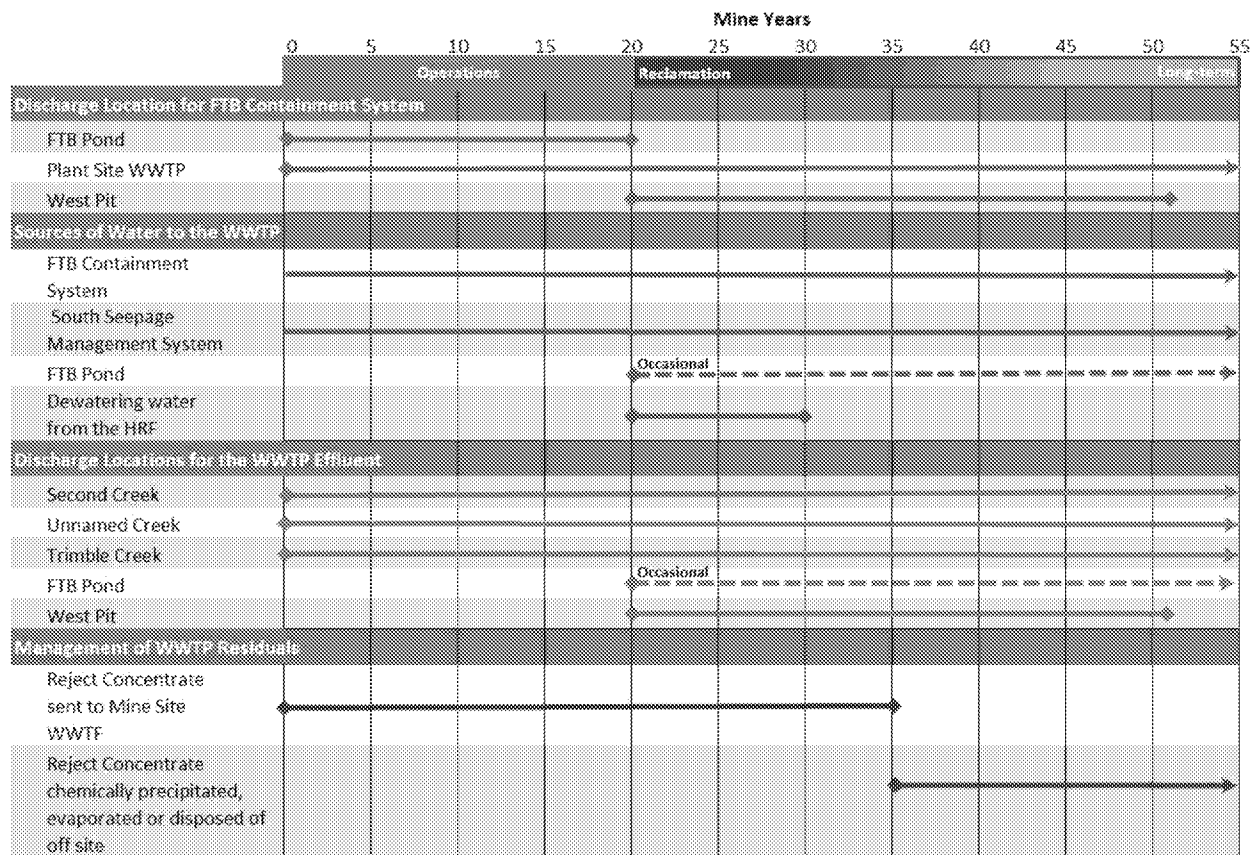 Mine Years
0 5 10 15 20 25 30 35 40 45 50 55
Operations Reclamation Long-term
Discharge Location for FTB Containment System
FTB Pond
Plant Site WWTP
West Pit
Sources of Water to the WWTP
FTB Containment
System
South Seepage
Management System
FTB Pond
Occasional
Dewatering water
from the HRF
Discharge Locations for the WWTP Effluent
Second Creek
Unnamed Creek
Trimble Creek
FTB Pond
Occasional
West Pit
Management of WWTP Residuals
Reject Concentrate
sent to Mine Site
WWTF
Reject Concentrate
chemically precipitated,
evaporated or disposed of
off site